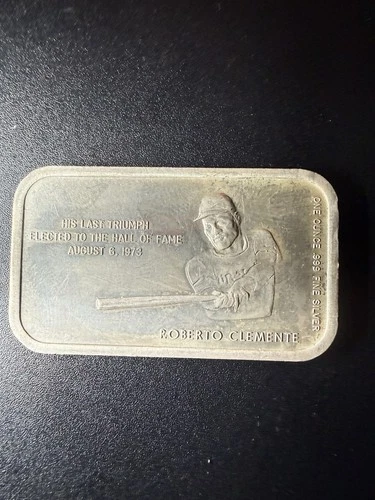 HIS LAST TRIUMPH
ELECTED TO THE HALL OF FAME
AUGUST 6, 1973
ROBERTO CLEMENTE
ONE OUNCE .999 FINE SILVER